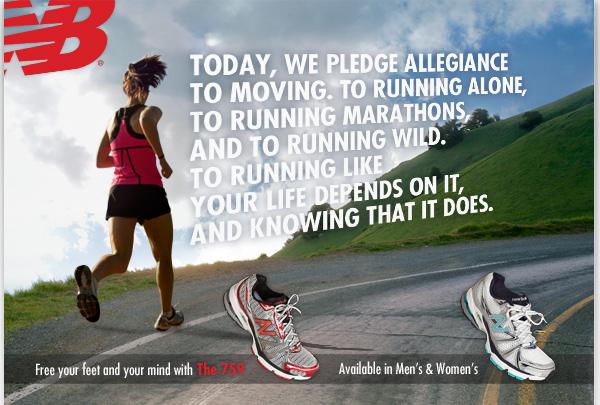 NB
TODAY, WE PLEDGE ALLEGIANCE
TO MOVING. TO RUNNING ALONE,
TO RUNNING MARATHONS,
AND TO RUNNING WILD.
TO RUNNING LIKE
YOUR LIFE DEPENDS ON IT,
AND KNOWING THAT IT DOES.
Free your feet and your mind with The 759
Available in Men's & Women's